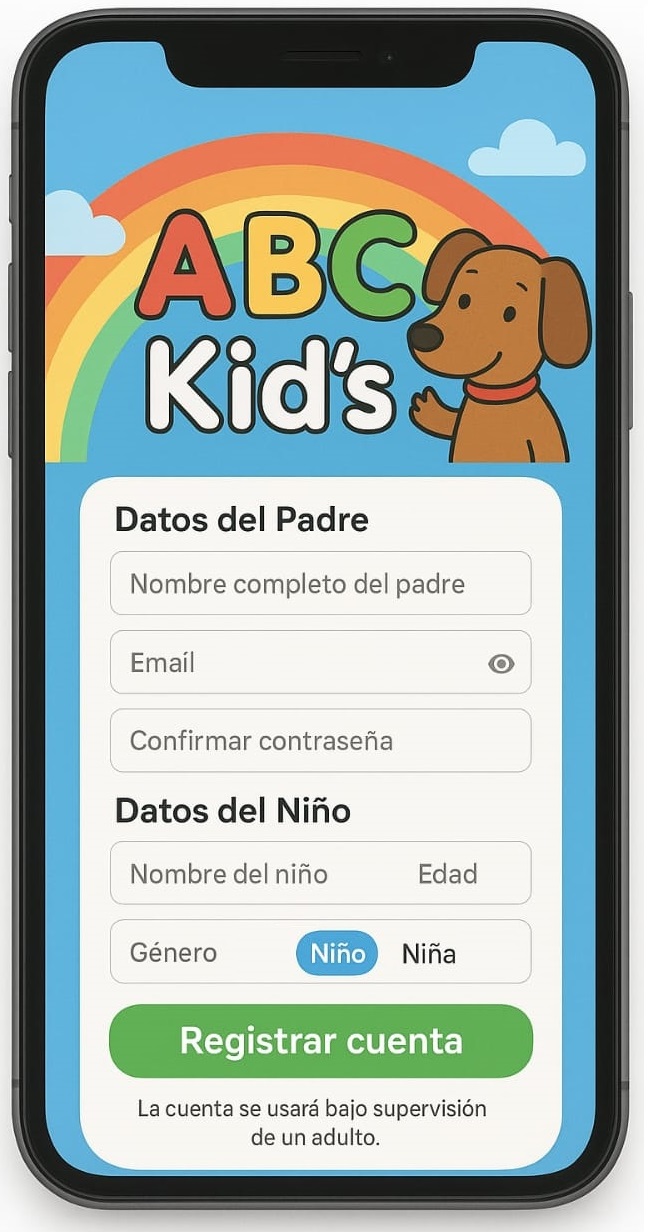 ABC
Kid's
Datos del Padre
Nombre completo del padre
Emaíl
Confirmar contraseña
Datos del Niño
Nombre del niño Edad
Género Niño Niña
Registrar cuenta
La cuenta se usará bajo supervisión
de un adulto.